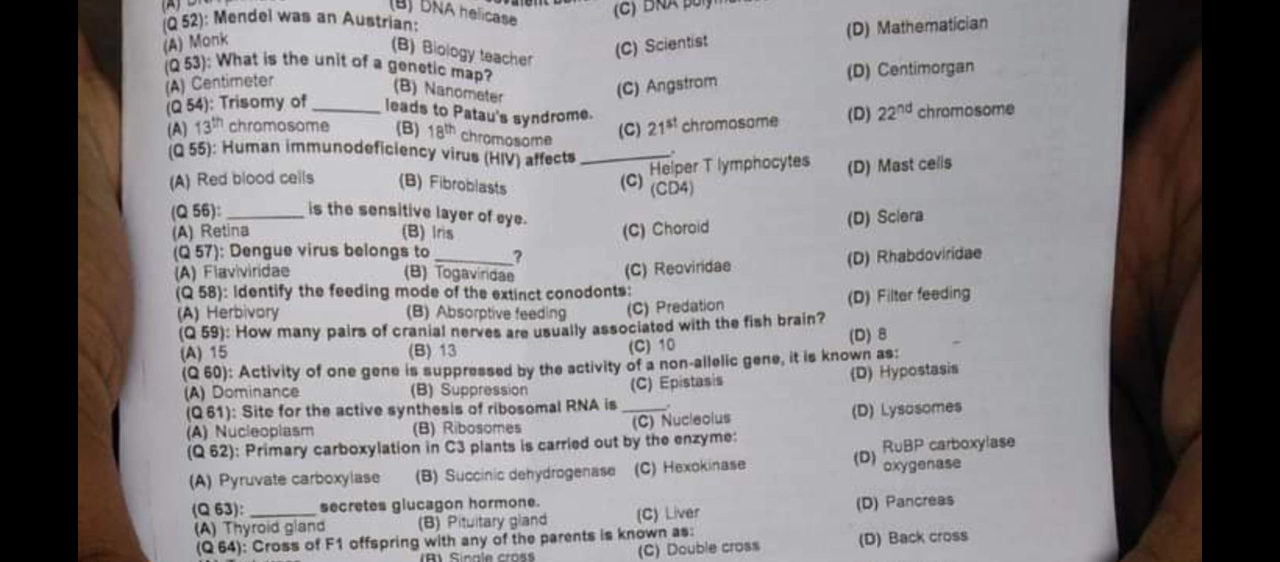 (B) DNA helicase
(Q 52): Mendel was an Austrian:
(A) Monk (B) Biology teacher (C) Scientist (D) Mathematician
(Q 53): What is the unit of a genetic map?
(A) Centimeter (B) Nanometer (C) Angstrom (D) Centimorgan
(Q 54): Trisomy of ________ leads to Patau's syndrome.
(A) 13th chromosome (B) 18th chromosome (C) 21st chromosome (D) 22nd chromosome
(Q 55): Human immunodeficiency virus (HIV) affects __________.
(A) Red blood cells (B) Fibroblasts (C) Helper T lymphocytes (CD4) (D) Mast cells
(Q 56): ________ is the sensitive layer of eye.
(A) Retina (B) Iris (C) Choroid (D) Sclera
(Q 57): Dengue virus belongs to ________?
(A) Flaviviridae (B) Togaviridae (C) Reoviridae (D) Rhabdoviridae
(Q 58): Identify the feeding mode of the extinct conodonts:
(A) Herbivory (B) Absorptive feeding (C) Predation (D) Filter feeding
(Q 59): How many pairs of cranial nerves are usually associated with the fish brain?
(A) 15 (B) 13 (C) 10 (D) 8
(Q 60): Activity of one gene is suppressed by the activity of a non-allelic gene, it is known as:
(A) Dominance (B) Suppression (C) Epistasis (D) Hypostasis
(Q 61): Site for the active synthesis of ribosomal RNA is _____.
(A) Nucleoplasm (B) Ribosomes (C) Nucleolus (D) Lysosomes
(Q 62): Primary carboxylation in C3 plants is carried out by the enzyme:
(A) Pyruvate carboxylase (B) Succinic dehydrogenase (C) Hexokinase (D) RuBP carboxylase oxygenase
(Q 63): _______ secretes glucagon hormone.
(A) Thyroid gland (B) Pituitary gland (C) Liver (D) Pancreas
(Q 64): Cross of F1 offspring with any of the parents is known as:
(B) Single cross (C) Double cross (D) Back cross